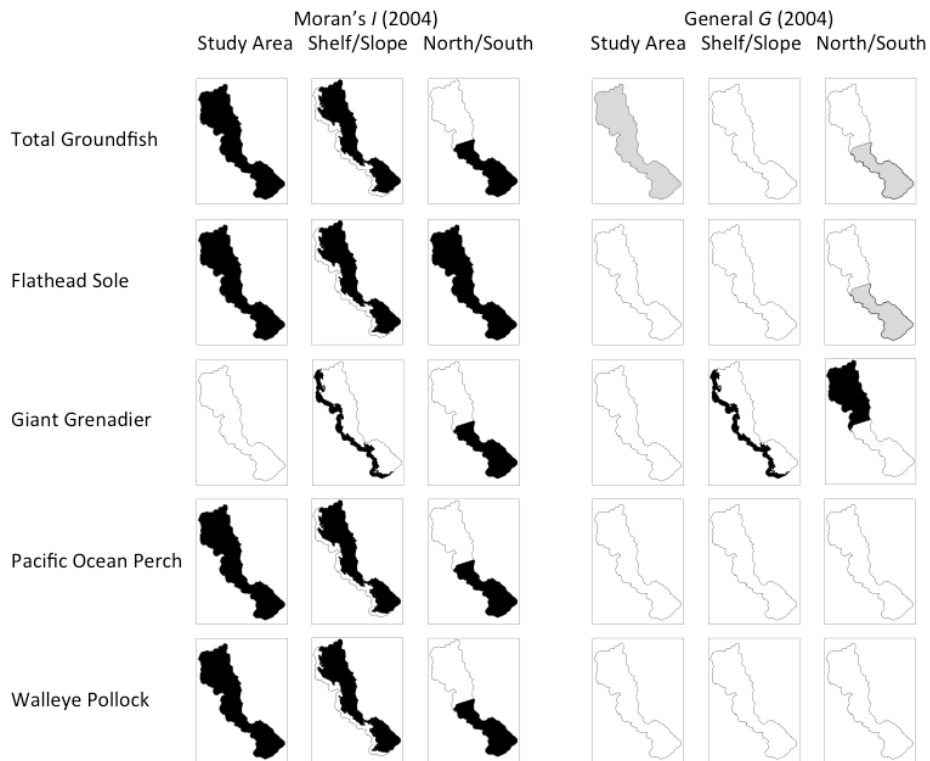 Moran's I (2004) General G (2004)
Study Area Shelf/Slope North/South Study Area Shelf/Slope North/South
Total Groundfish
Flathead Sole
Giant Grenadier
Pacific Ocean Perch
Walleye Pollock